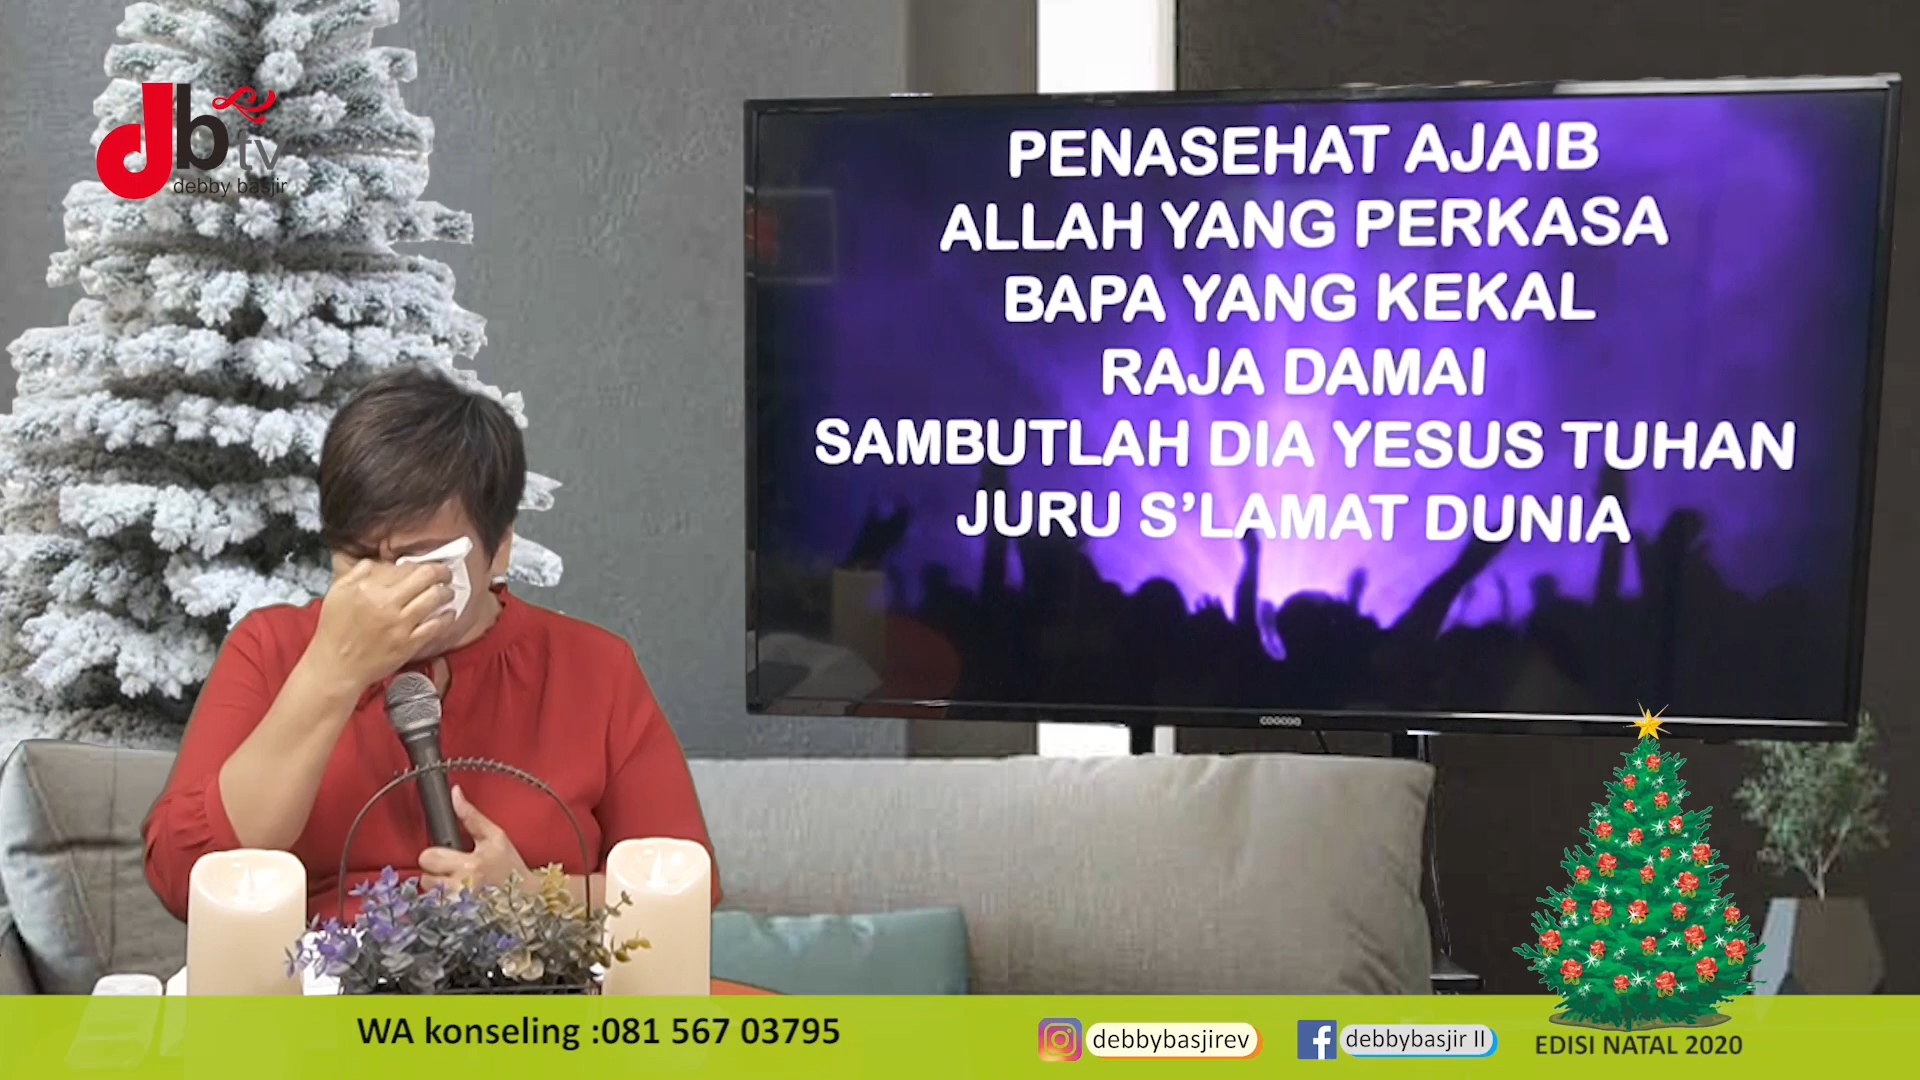 db tv
debby basjir
PENASEHAT AJAIB
ALLAH YANG PERKASA
BAPA YANG KEKAL
RAJA DAMAI
SAMBUTLAH DIA YESUS TUHAN
JURU S'LAMAT DUNIA
WA konseling :081 567 03795
debbybasjirev
debbybasjir II
EDISI NATAL 2020